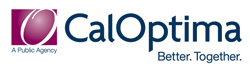 CalOptima
A Public Agency
Better. Together.